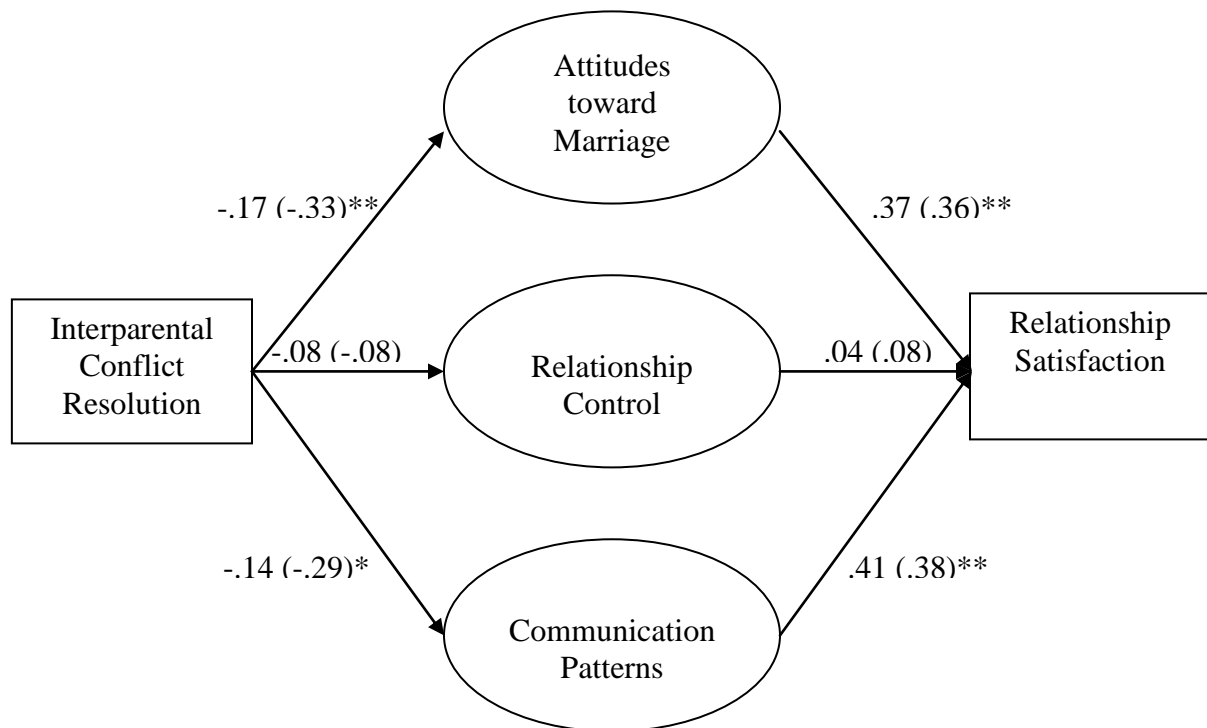 Attitudes
toward
Marriage
-.17 (-.33)**
.37 (.36)**
Interparental
Conflict
Resolution
-.08 (-.08)
Relationship
Control
.04 (.08)
Relationship
Satisfaction
-.14 (-.29)*
.41 (.38)**
Communication
Patterns